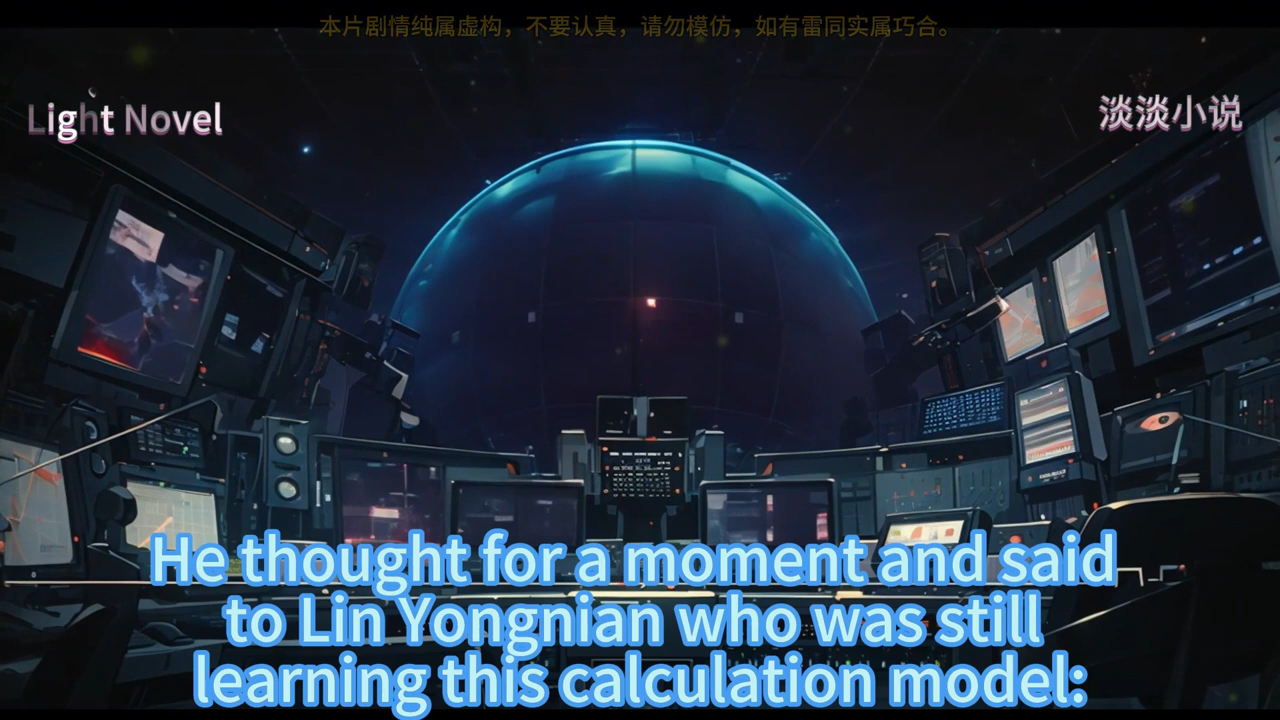 本片剧情纯属虚构，不要认真，请勿模仿，如有雷同实属巧合。
Light Novel
淡淡小说
He thought for a moment and said
to Lin Yongnian who was still
learning this calculation model: